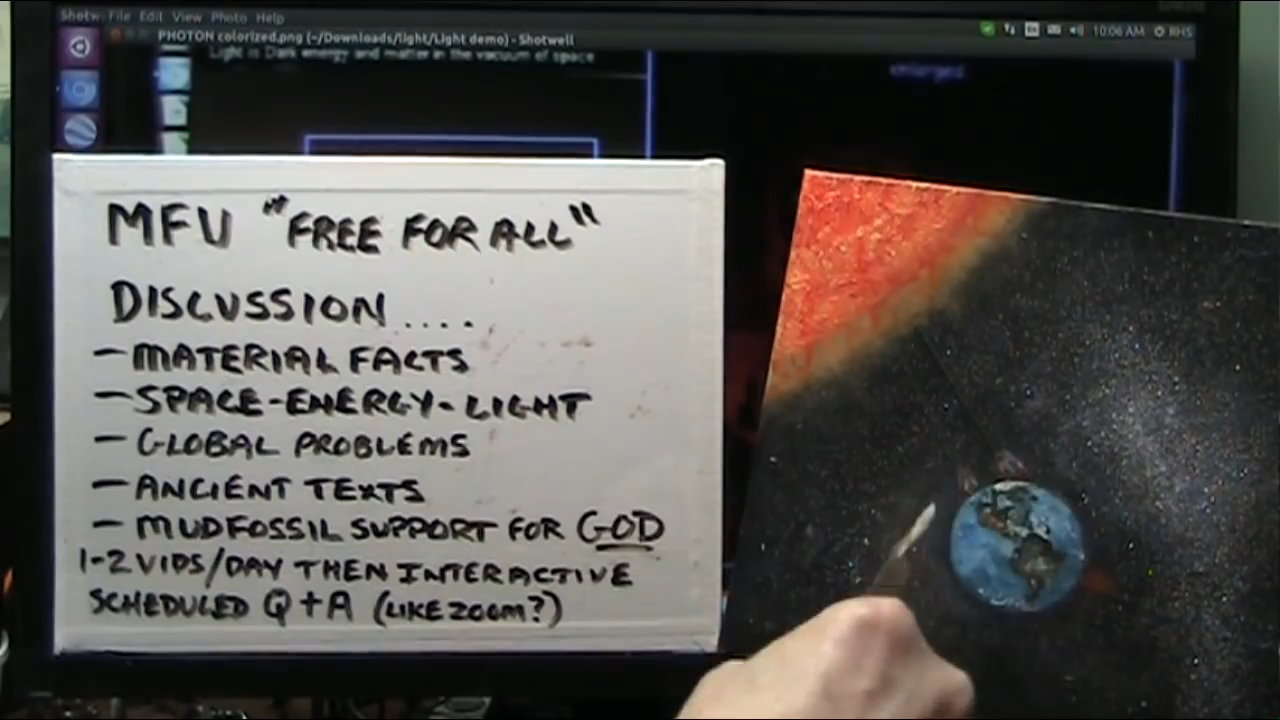 Shotw File Edit View Photo Help
PHOTON colorized.png (~/Downloads/light/Light demo) - Shotwell
10:06 AM RHS
Light is Dark energy and matter in the vacuum of space
enlarged
MFU "FREE FOR ALL"
DISCUSSION ....
- MATERIAL FACTS
- SPACE-ENERGY-LIGHT
- GLOBAL PROBLEMS
- ANCIENT TEXTS
- MUDFOSSIL SUPPORT FOR GOD
1-2 VIDS/DAY THEN INTERACTIVE
SCHEDULED Q+A (LIKE ZOOM?)